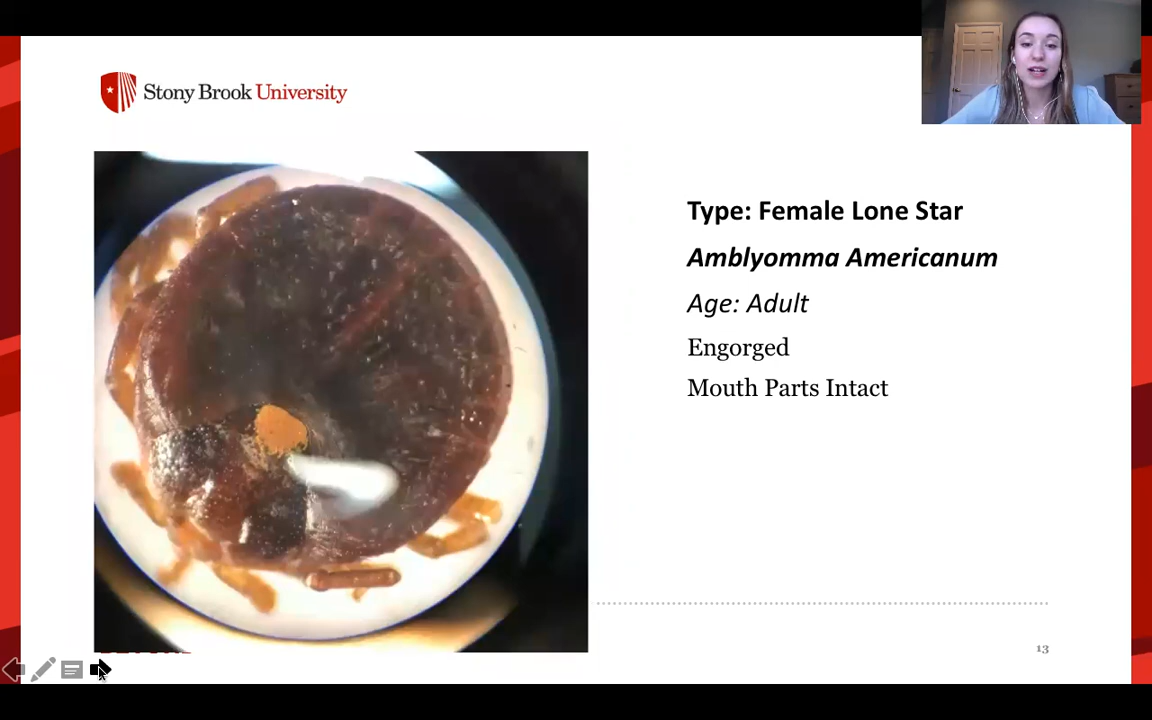 Stony Brook University
Type: Female Lone Star
Amblyomma Americanum
Age: Adult
Engorged
Mouth Parts Intact
13